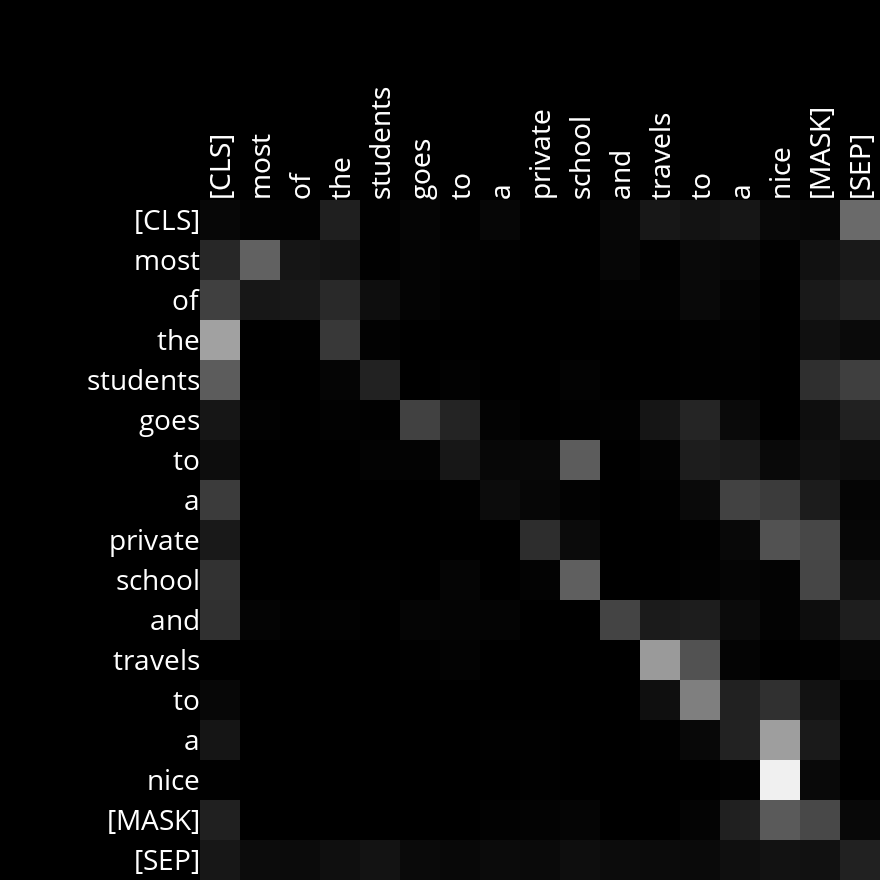 [CLS] most of the students goes to a private school and travels to a nice [MASK] [SEP]
[CLS]
most
of
the
students
goes
to
a
private
school
and
travels
to
a
nice
[MASK]
[SEP]